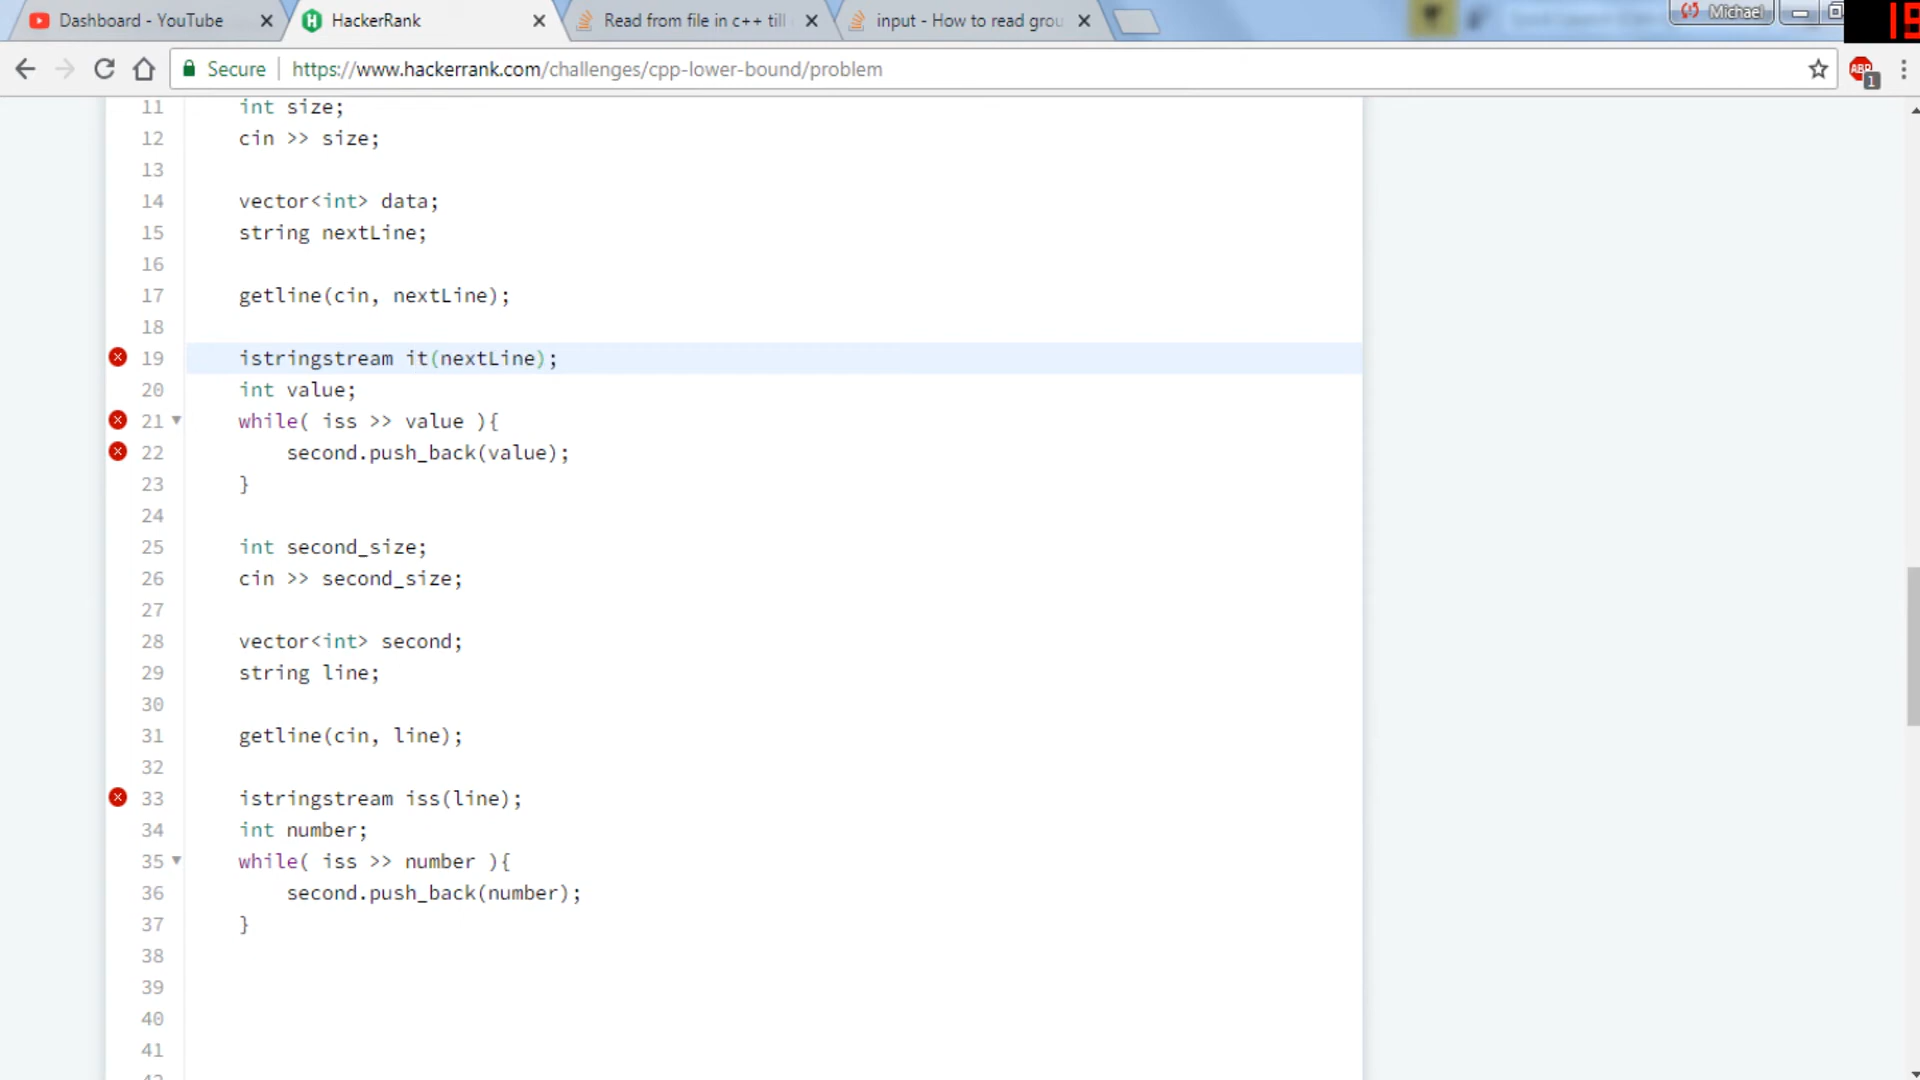 Dashboard - YouTube
HackerRank
Read from file in c++ till
input - How to read grou
Michael
19
Secure
https://www.hackerrank.com/challenges/cpp-lower-bound/problem
ABP
1
11 int size;
12 cin >> size;
13
14 vector<int> data;
15 string nextLine;
16
17 getline(cin, nextLine);
18
19 istringstream it(nextLine);
20 int value;
21 while( iss >> value ){
22 second.push_back(value);
23 }
24
25 int second_size;
26 cin >> second_size;
27
28 vector<int> second;
29 string line;
30
31 getline(cin, line);
32
33 istringstream iss(line);
34 int number;
35 while( iss >> number ){
36 second.push_back(number);
37 }
38
39
40
41